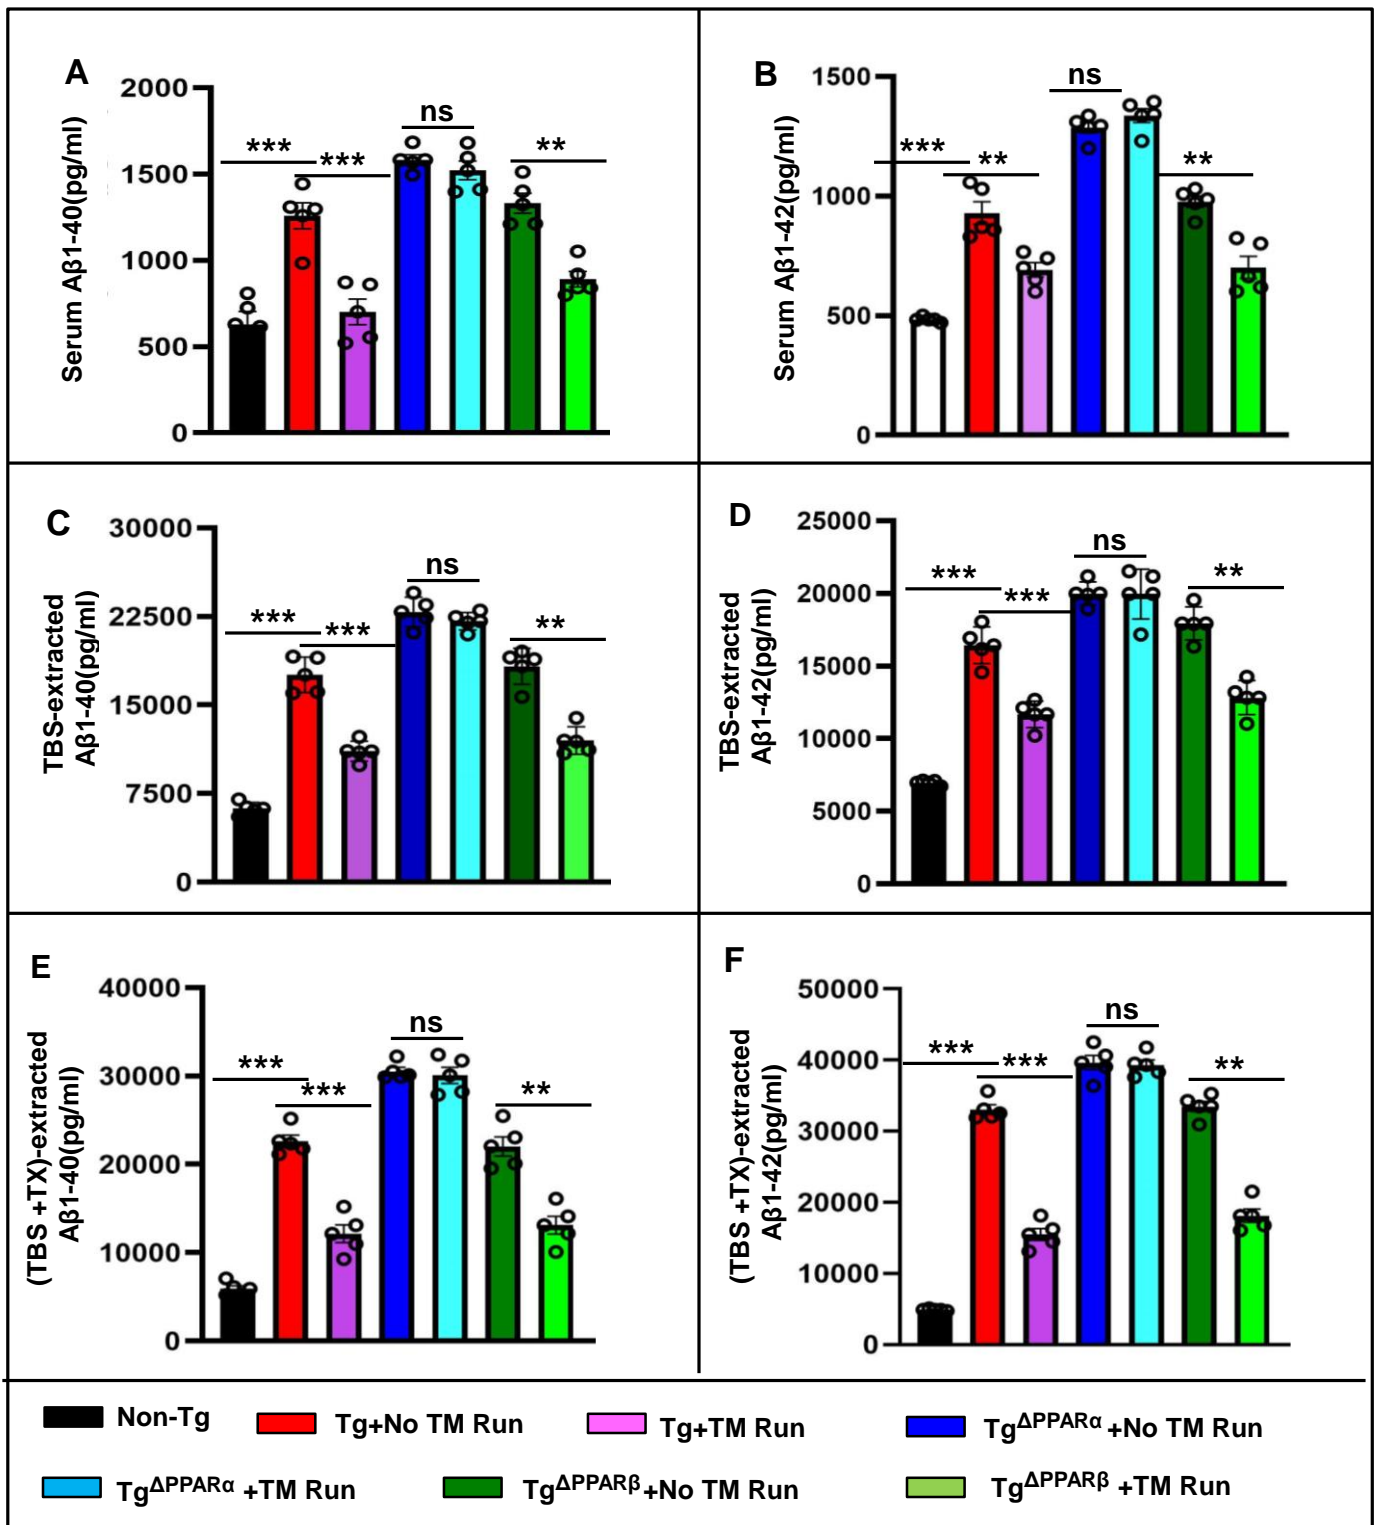 A
Serum Aβ1-40(pg/ml)
2000
1500
1000
500
0
***
***
ns
**
B
Serum Aβ1-42(pg/ml)
1500
1000
500
0
***
**
ns
**
C
TBS-extracted
Aβ1-40(pg/ml)
30000
22500
15000
7500
0
***
***
ns
**
D
TBS-extracted
Aβ1-42(pg/ml)
25000
20000
15000
10000
5000
0
***
***
ns
**
E
(TBS +TX)-extracted
Aβ1-40(pg/ml)
40000
30000
20000
10000
0
***
***
ns
**
F
(TBS +TX)-extracted
Aβ1-42(pg/ml)
50000
40000
30000
20000
10000
0
***
***
ns
**
Non-Tg
Tg+No TM Run
Tg+TM Run
TgΔPPARα +No TM Run
TgΔPPARα +TM Run
TgΔPPARβ+No TM Run
TgΔPPARβ +TM Run